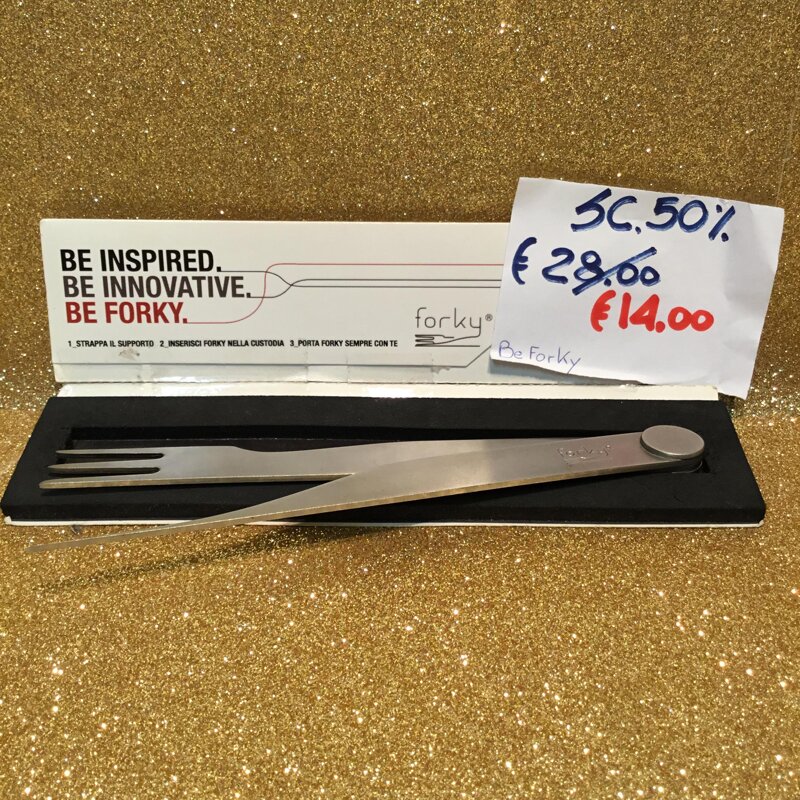 BE INSPIRED.
BE INNOVATIVE.
BE FORKY.
1_STRAPPA IL SUPPORTO 2_INSERISCI FORKY NELLA CUSTODIA 3_PORTA FORKY SEMPRE CON TE
forky®
SC. 50%
€ 28.00
€ 14.00
Be Forky
forky